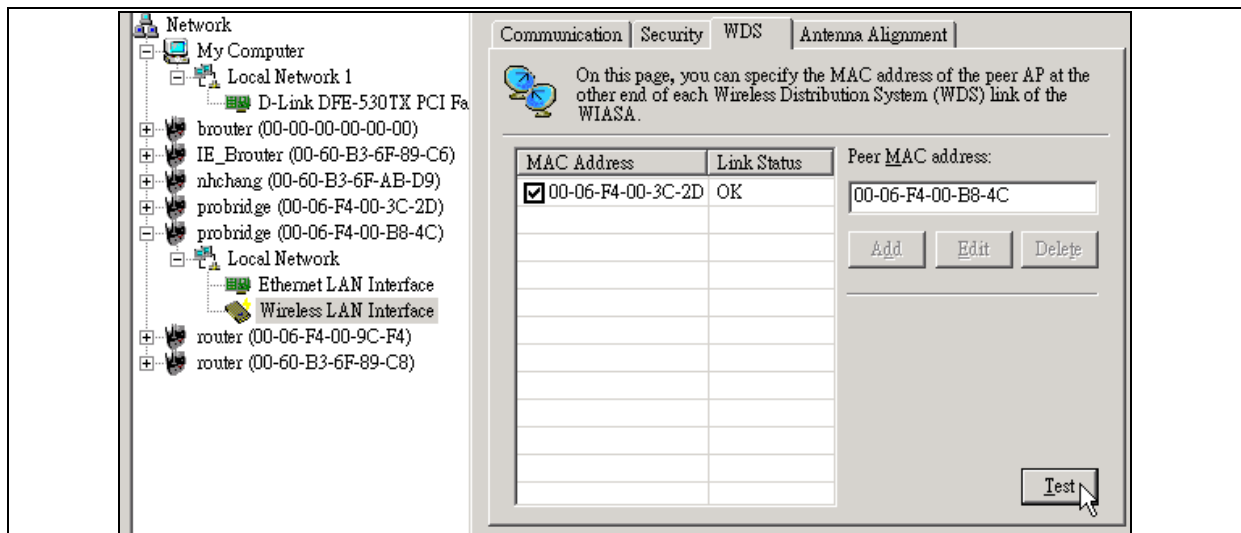 Network
My Computer
Local Network 1
D-Link DFE-530TX PCI Fa
brouter (00-00-00-00-00-00)
IE_Brouter (00-60-B3-6F-89-C6)
nhchang (00-60-B3-6F-AB-D9)
probridge (00-06-F4-00-3C-2D)
probridge (00-06-F4-00-B8-4C)
Local Network
Ethernet LAN Interface
Wireless LAN Interface
router (00-06-F4-00-9C-F4)
router (00-60-B3-6F-89-C8)
Communication Security WDS Antenna Alignment
On this page, you can specify the MAC address of the peer AP at the
other end of each Wireless Distribution System (WDS) link of the
WIASA.
MAC Address Link Status
00-06-F4-00-3C-2D OK
Peer MAC address:
00-06-F4-00-B8-4C
Add Edit Delete
Test